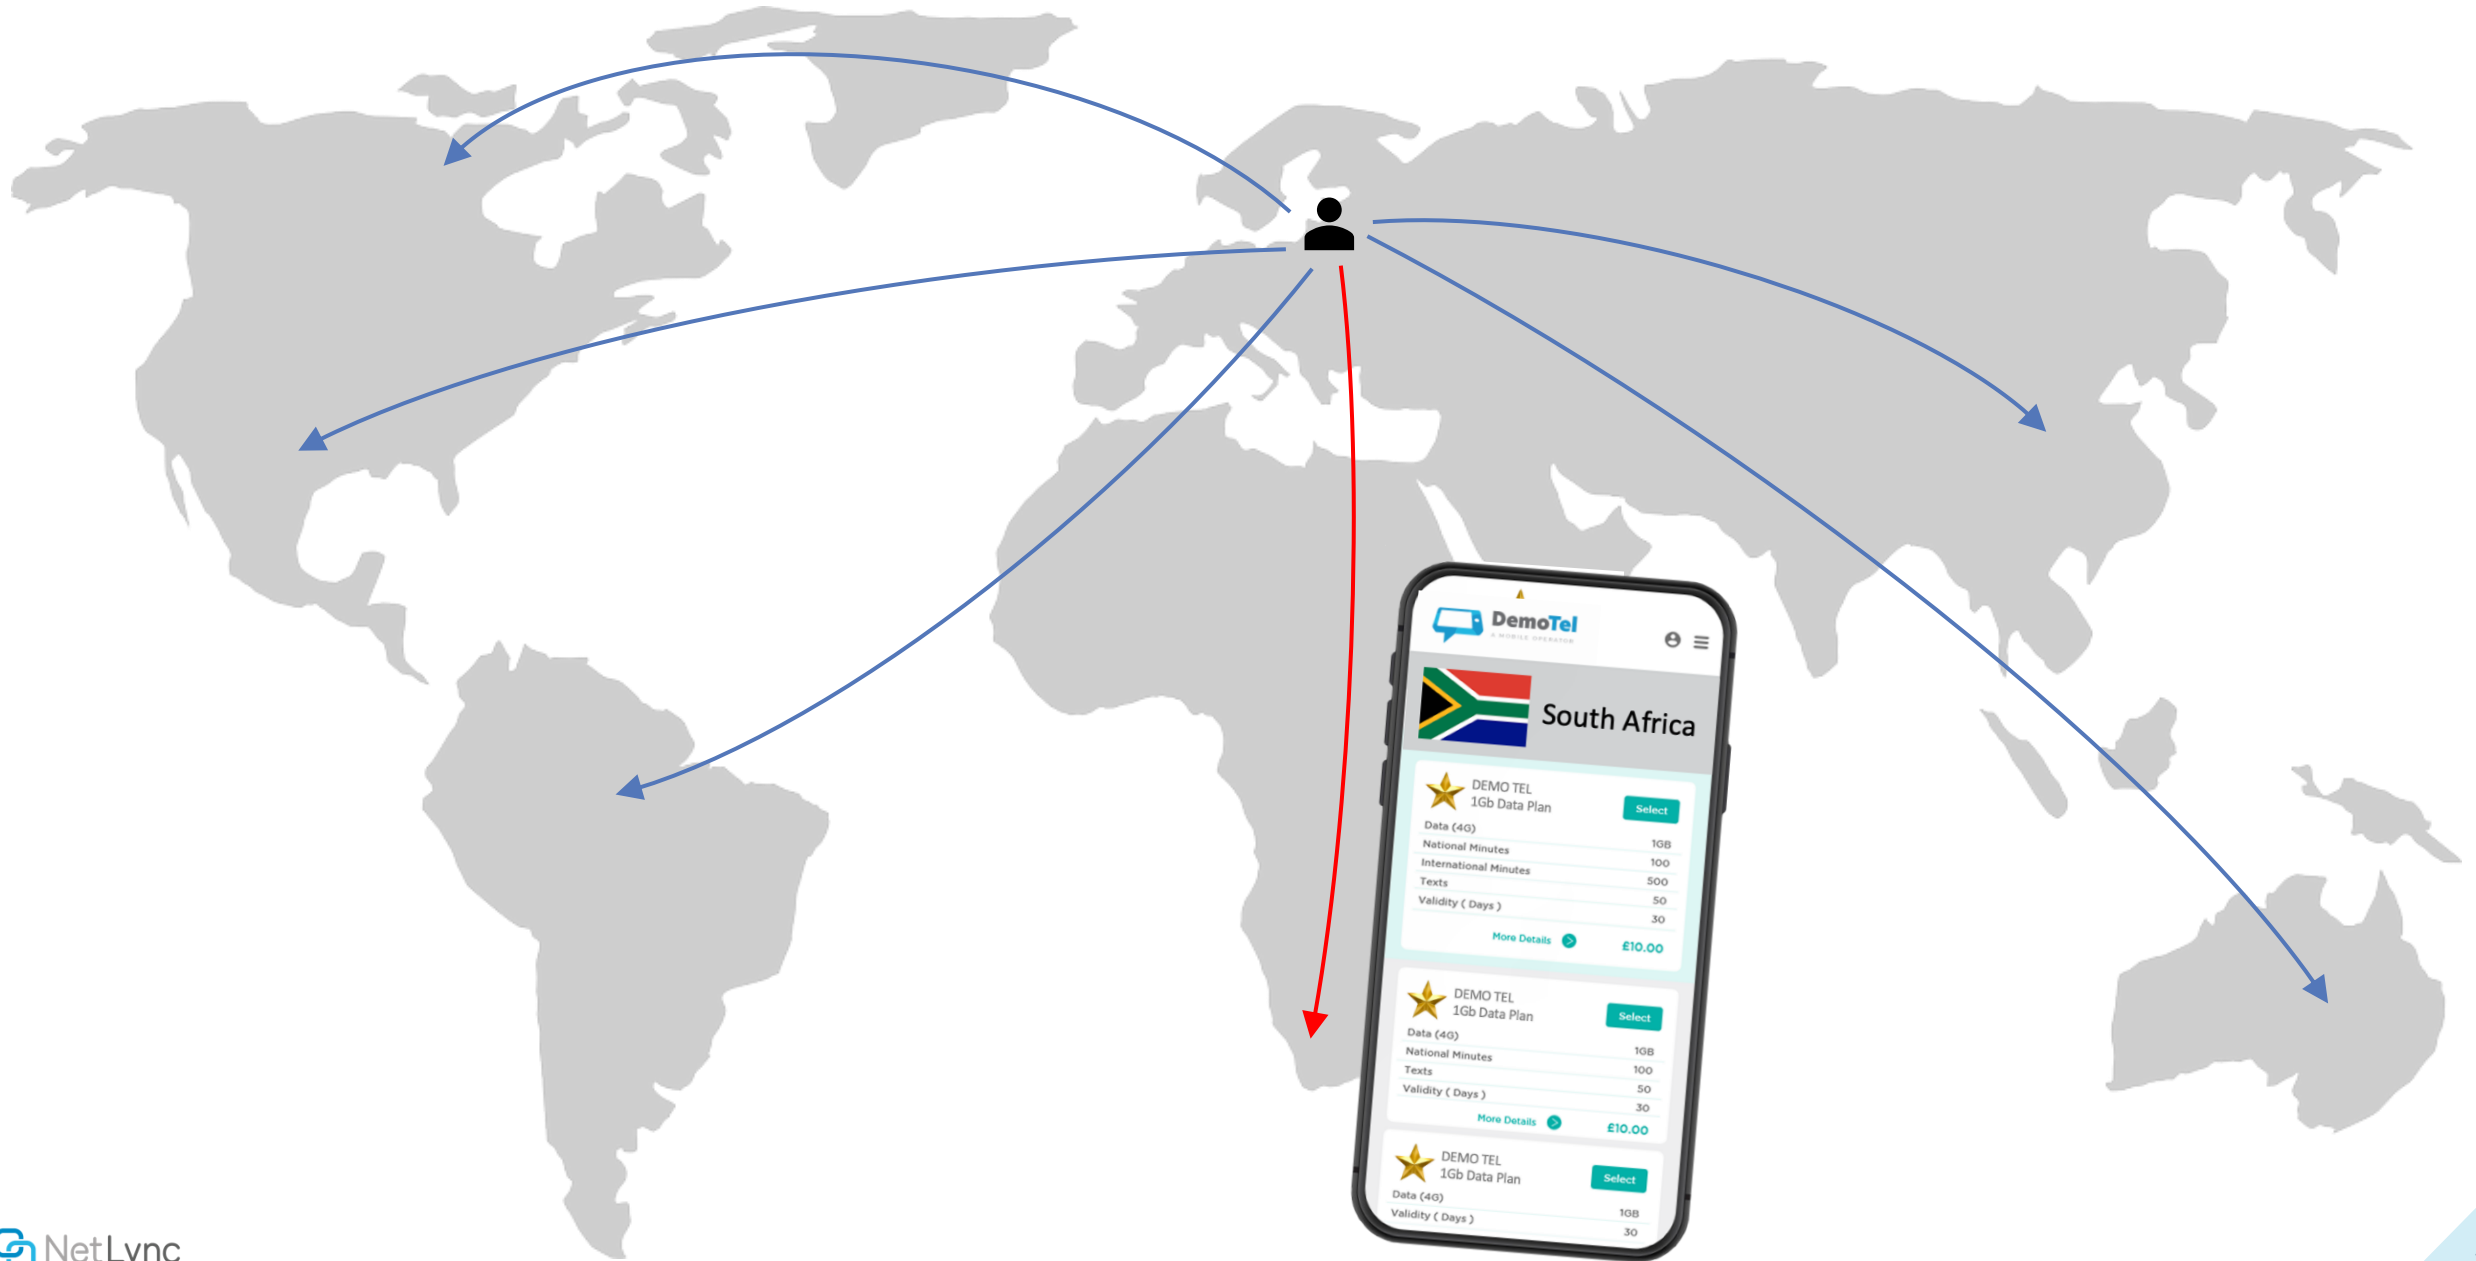 DemoTel
A MOBILE OPERATOR
South Africa
DEMO TEL
1Gb Data Plan
Select
Data (4G) 1GB
National Minutes 100
International Minutes 500
Texts 50
Validity ( Days ) 30
More Details £10.00
DEMO TEL
1Gb Data Plan
Select
Data (4G) 1GB
National Minutes 100
Texts 50
Validity ( Days ) 30
More Details £10.00
DEMO TEL
1Gb Data Plan
Select
Data (4G) 1GB
Validity ( Days ) 30
NetLync